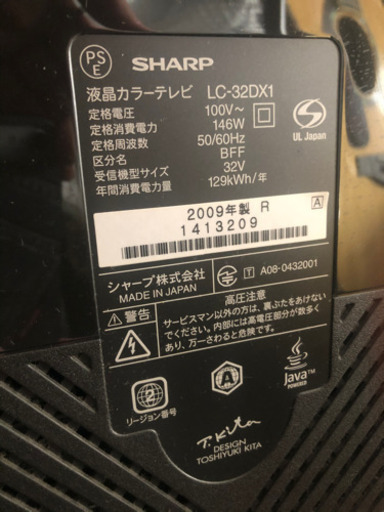 PS
E
SHARP
液晶カラーテレビ LC-32DX1
定格電圧 100V~
定格消費電力 146W
定格周波数 50/60Hz
区分名 BFF
受信機型サイズ 32V
年間消費電力量 129kWh/年
S
UL Japan
2009年製 R
A
1413209
シャープ株式会社
MADE IN JAPAN
T A08-0432001
高圧注意
警告
サービスマン以外の方は、裏ぶたをあけない
でください。内部には高電圧部分が数多く
あり、万一さわると危険です。
2
リージョン番号
A
Java
POWERED
T. Kita
DESIGN
TOSHIYUKI KITA